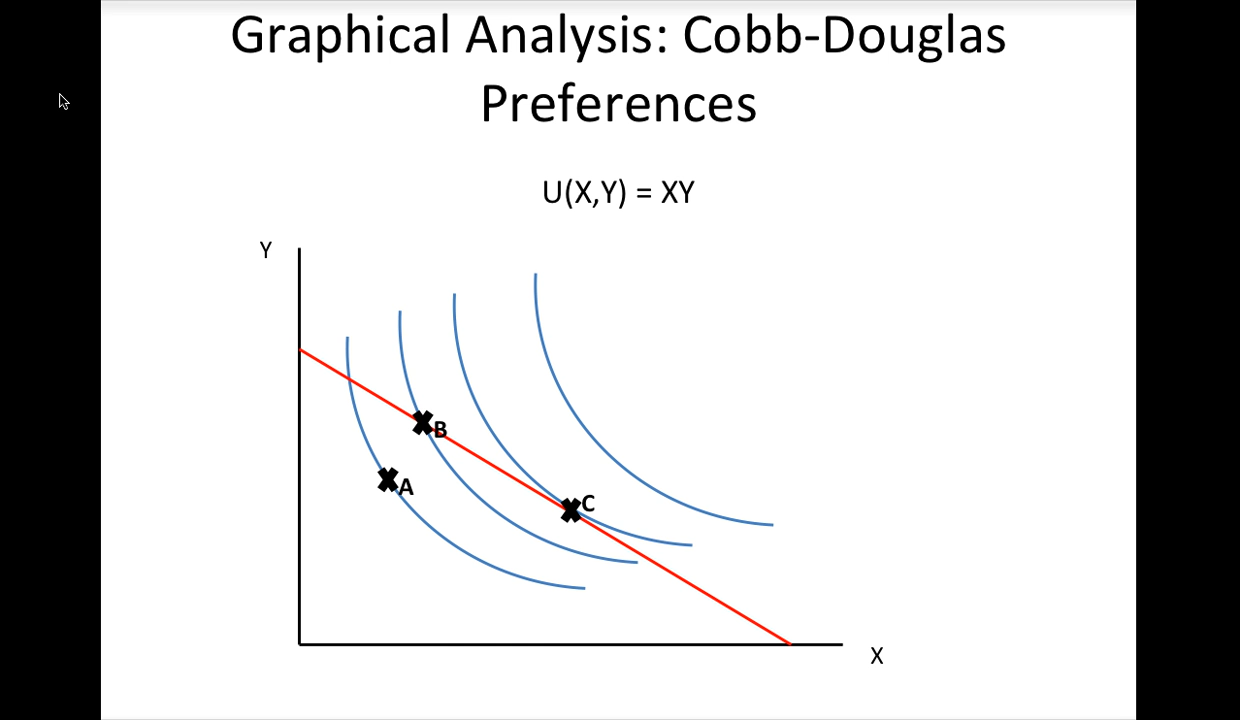 Graphical Analysis: Cobb-Douglas
Preferences
U(X,Y) = XY
Y
B
A
C
X